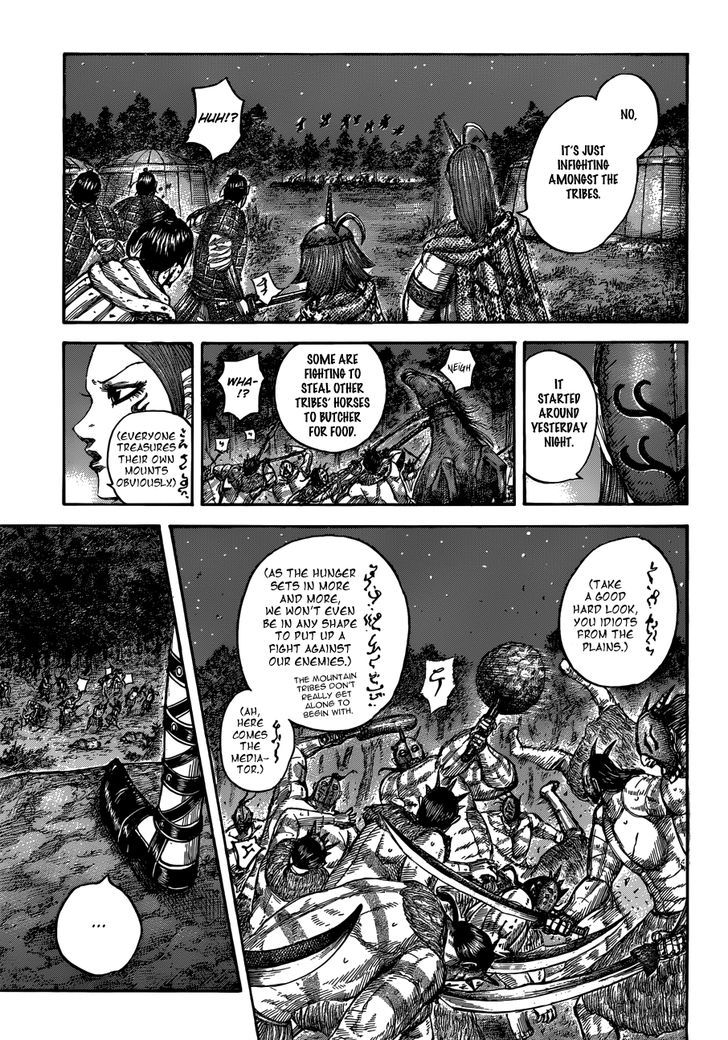 NO,
IT'S JUST
INFIGHTING
AMONGST THE
TRIBES.
HUH!?
IT
STARTED
AROUND
YESTERDAY
NIGHT.
NEIGH
SOME ARE
FIGHTING TO
STEAL OTHER
TRIBES' HORSES
TO BUTCHER
FOR FOOD.
WHA-
!?
(EVERYONE
TREASURES
THEIR OWN
MOUNTS
OBVIOUSLY.)
(TAKE
A GOOD
HARD LOOK,
YOU IDIOTS
FROM THE
PLAINS.)
(AS THE HUNGER
SETS IN MORE
AND MORE,
WE WON'T EVEN
BE IN ANY SHAPE
TO PUT UP A
FIGHT AGAINST
OUR ENEMIES.)
THE MOUNTAIN
TRIBES DON'T
REALLY GET
ALONG TO
BEGIN WITH.
(AH,
HERE
COMES
THE
MEDIA-
TOR.)
...